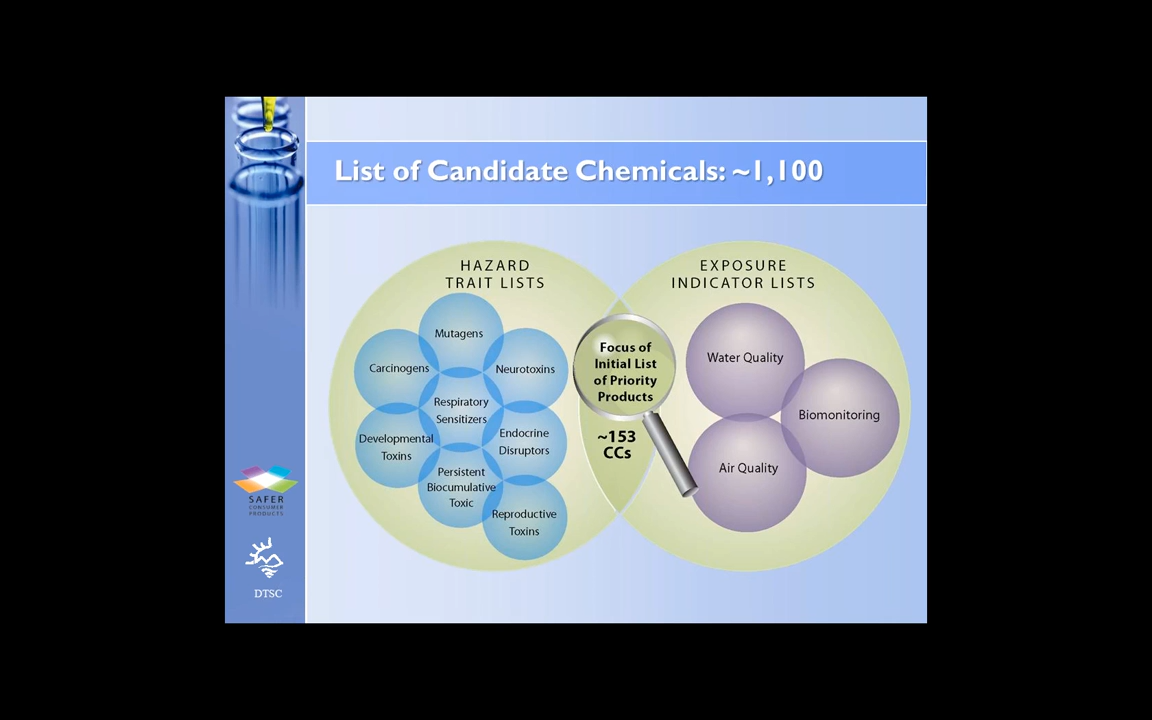 List of Candidate Chemicals: ~1,100
HAZARD
TRAIT LISTS
EXPOSURE
INDICATOR LISTS
Mutagens
Carcinogens
Neurotoxins
Respiratory
Sensitizers
Developmental
Toxins
Endocrine
Disruptors
Persistent
Biocumulative
Toxic
Reproductive
Toxins
Focus of
Initial List
of Priority
Products
~153
CCs
Water Quality
Biomonitoring
Air Quality
SAFER
CONSUMER
PRODUCTS
DTSC